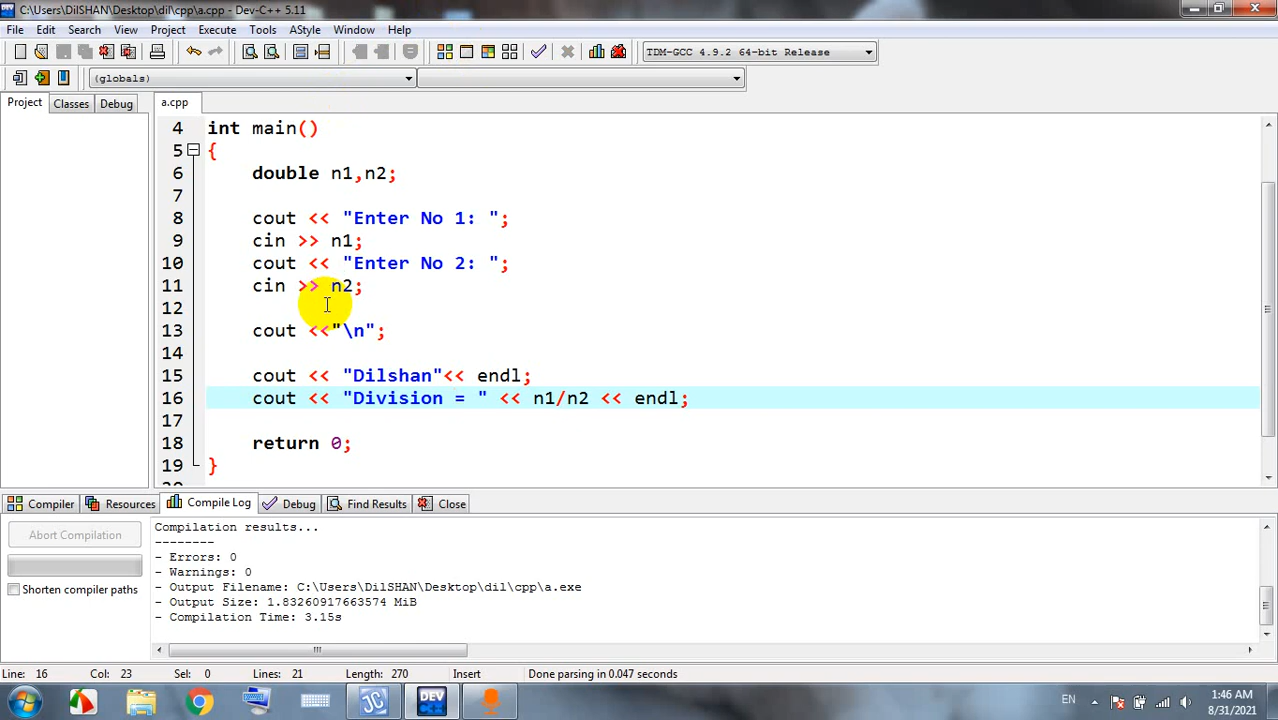 C:\Users\DilSHAN\Desktop\dil\cpp\a.cpp - Dev-C++ 5.11
File Edit Search View Project Execute Tools AStyle Window Help
TDM-GCC 4.9.2 64-bit Release
(globals)
Project Classes Debug a.cpp
4 int main()
5 {
6 double n1,n2;
7
8 cout << "Enter No 1: ";
9 cin >> n1;
10 cout << "Enter No 2: ";
11 cin >> n2;
12
13 cout <<"\n";
14
15 cout << "Dilshan"<< endl;
16 cout << "Division = " << n1/n2 << endl;
17
18 return 0;
19 }
Compiler Resources Compile Log Debug Find Results Close
Abort Compilation
Shorten compiler paths
Compilation results...
--------
- Errors: 0
- Warnings: 0
- Output Filename: C:\Users\DilSHAN\Desktop\dil\cpp\a.exe
- Output Size: 1.83260917663574 MiB
- Compilation Time: 3.15s
Line: 16 Col: 23 Sel: 0 Lines: 21 Length: 270 Insert Done parsing in 0.047 seconds
JC DEV C++ EN 1:46 AM
8/31/2021